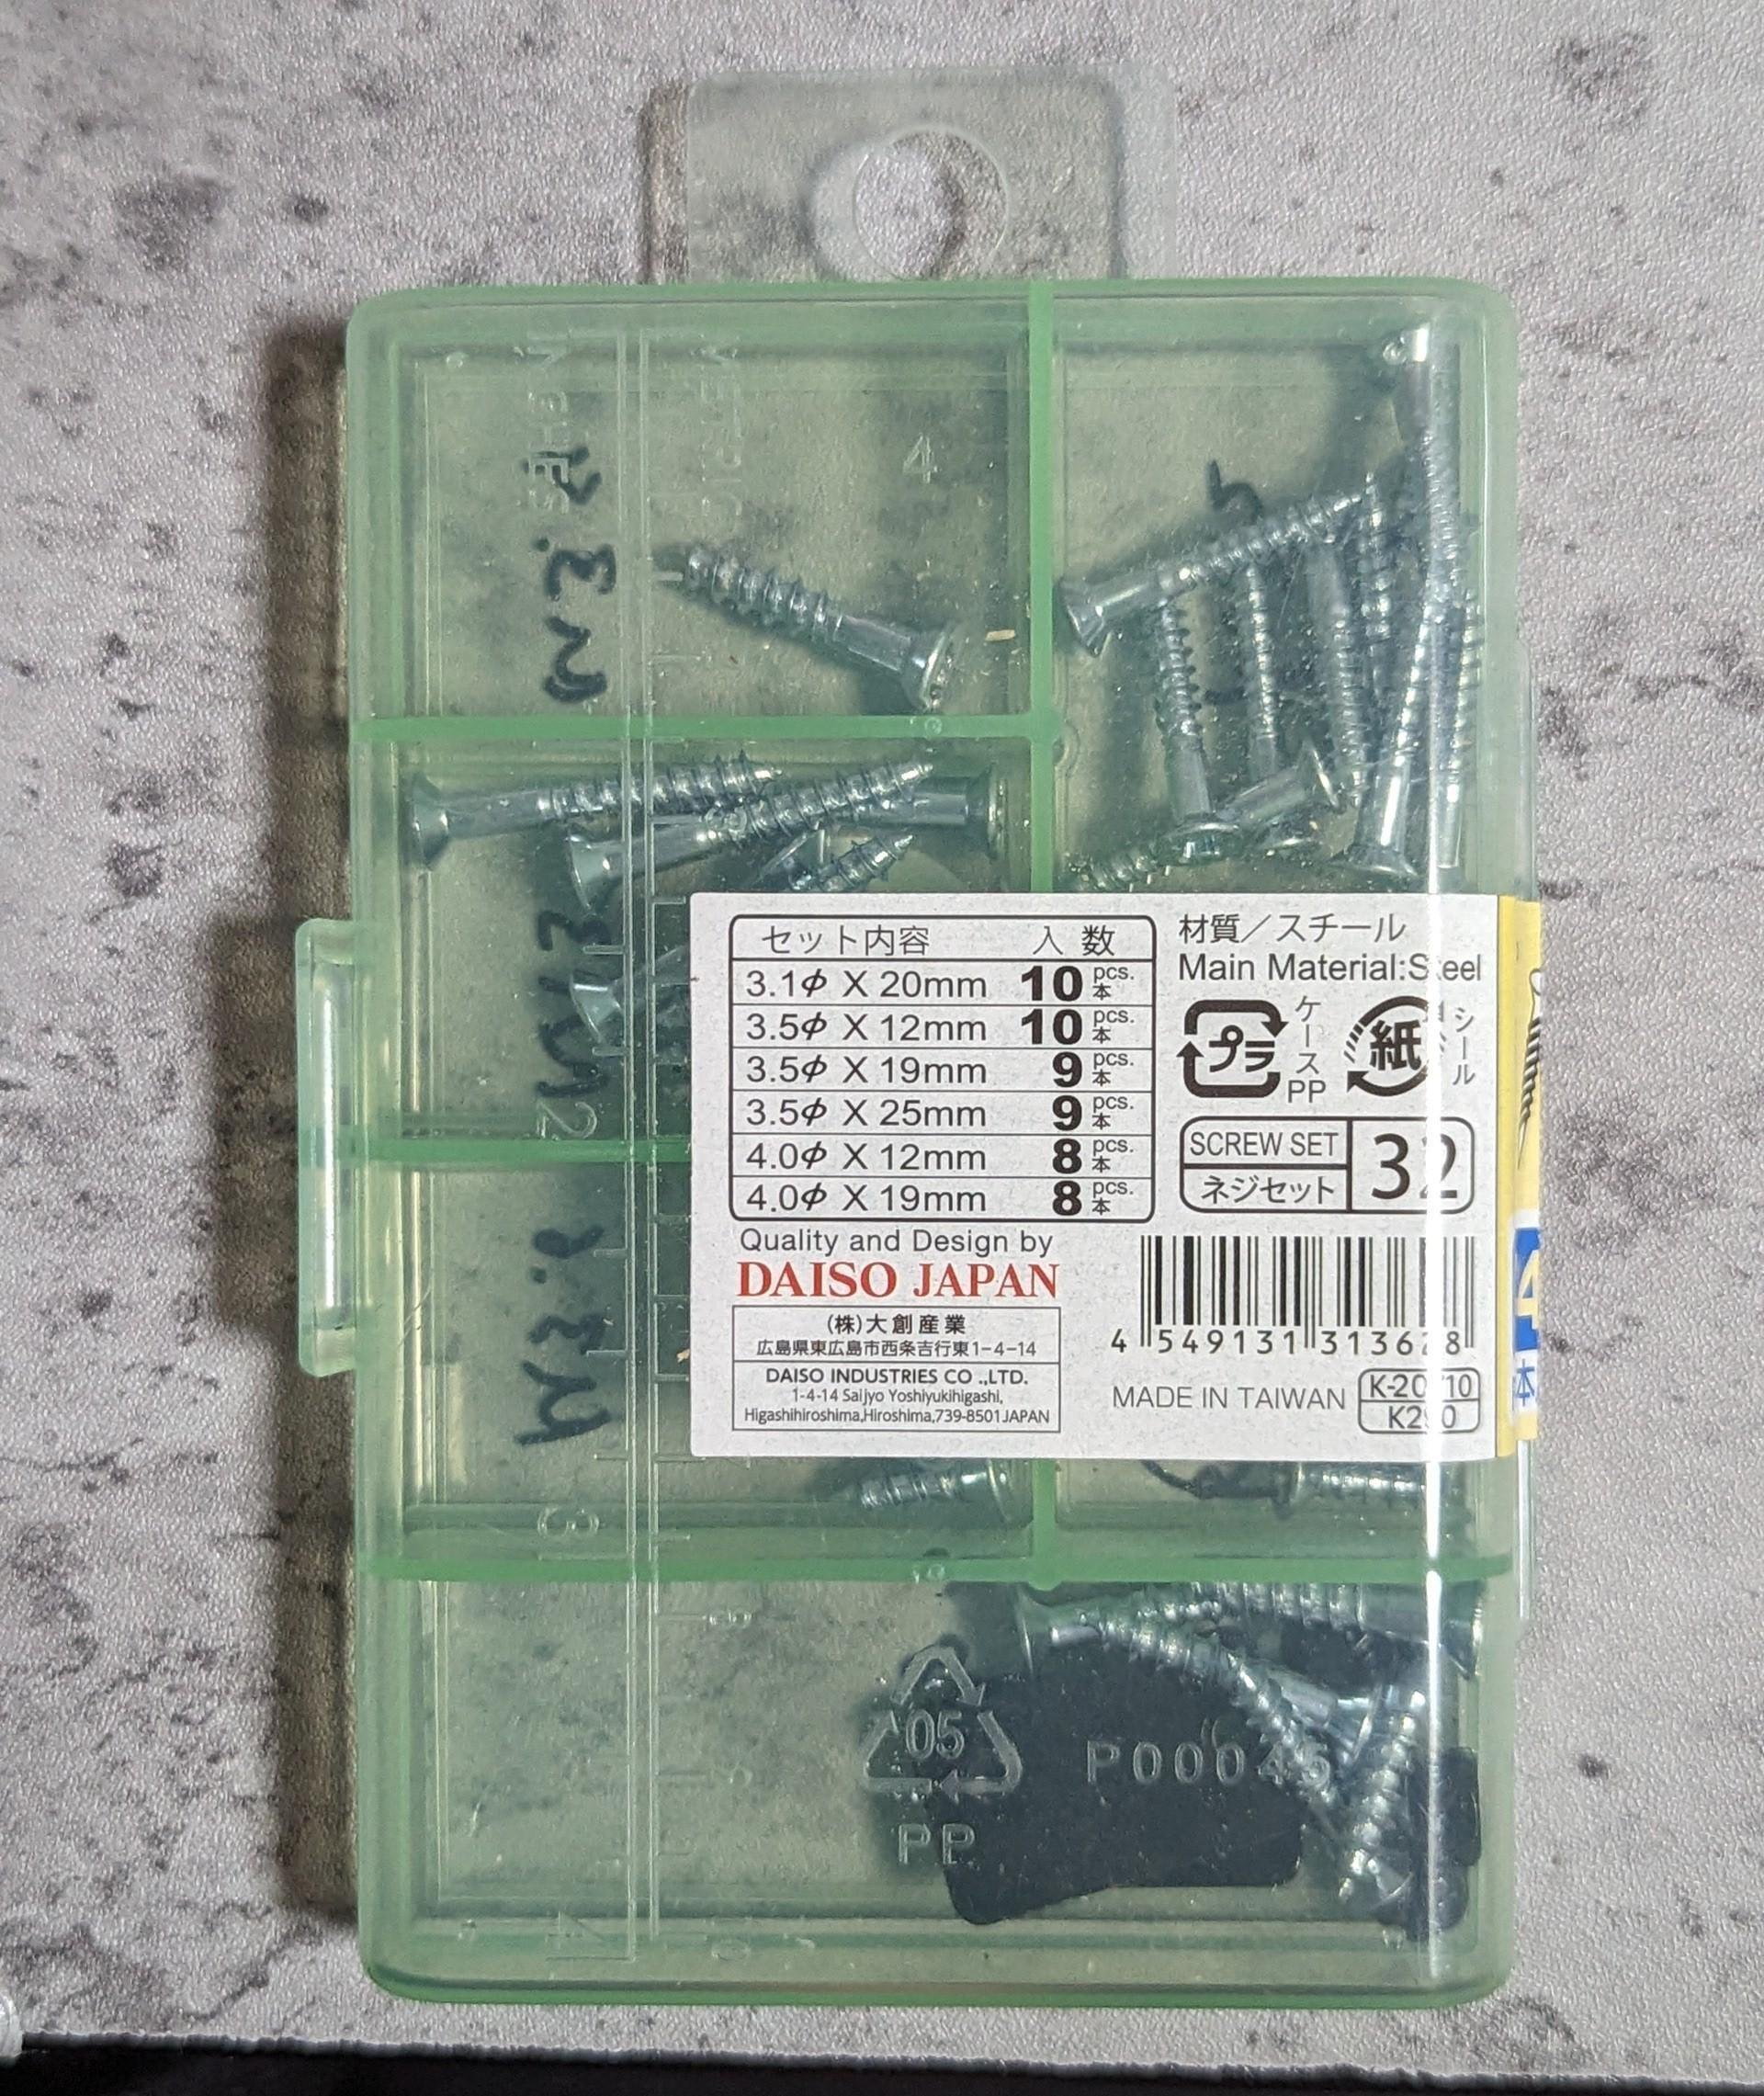 4
セット内容 入数
3.1φ X 20mm 10 pcs. 本
3.5φ X 12mm 10 pcs. 本
3.5φ X 19mm 9 pcs. 本
3.5φ X 25mm 9 pcs. 本
4.0φ X 12mm 8 pcs. 本
4.0φ X 19mm 8 pcs. 本
材質／スチール
Main Material:Steel
プラ ケース PP
紙 シール
SCREW SET
ネジセット
32
Quality and Design by
DAISO JAPAN
(株)大創産業
広島県東広島市西条吉行東1-4-14
DAISO INDUSTRIES CO.,LTD.
1-4-14 Saijyo Yoshiyukihigashi,
Higashihiroshima,Hiroshima,739-8501 JAPAN
4 549131 313628
MADE IN TAIWAN
4
本
05
PP
P00045